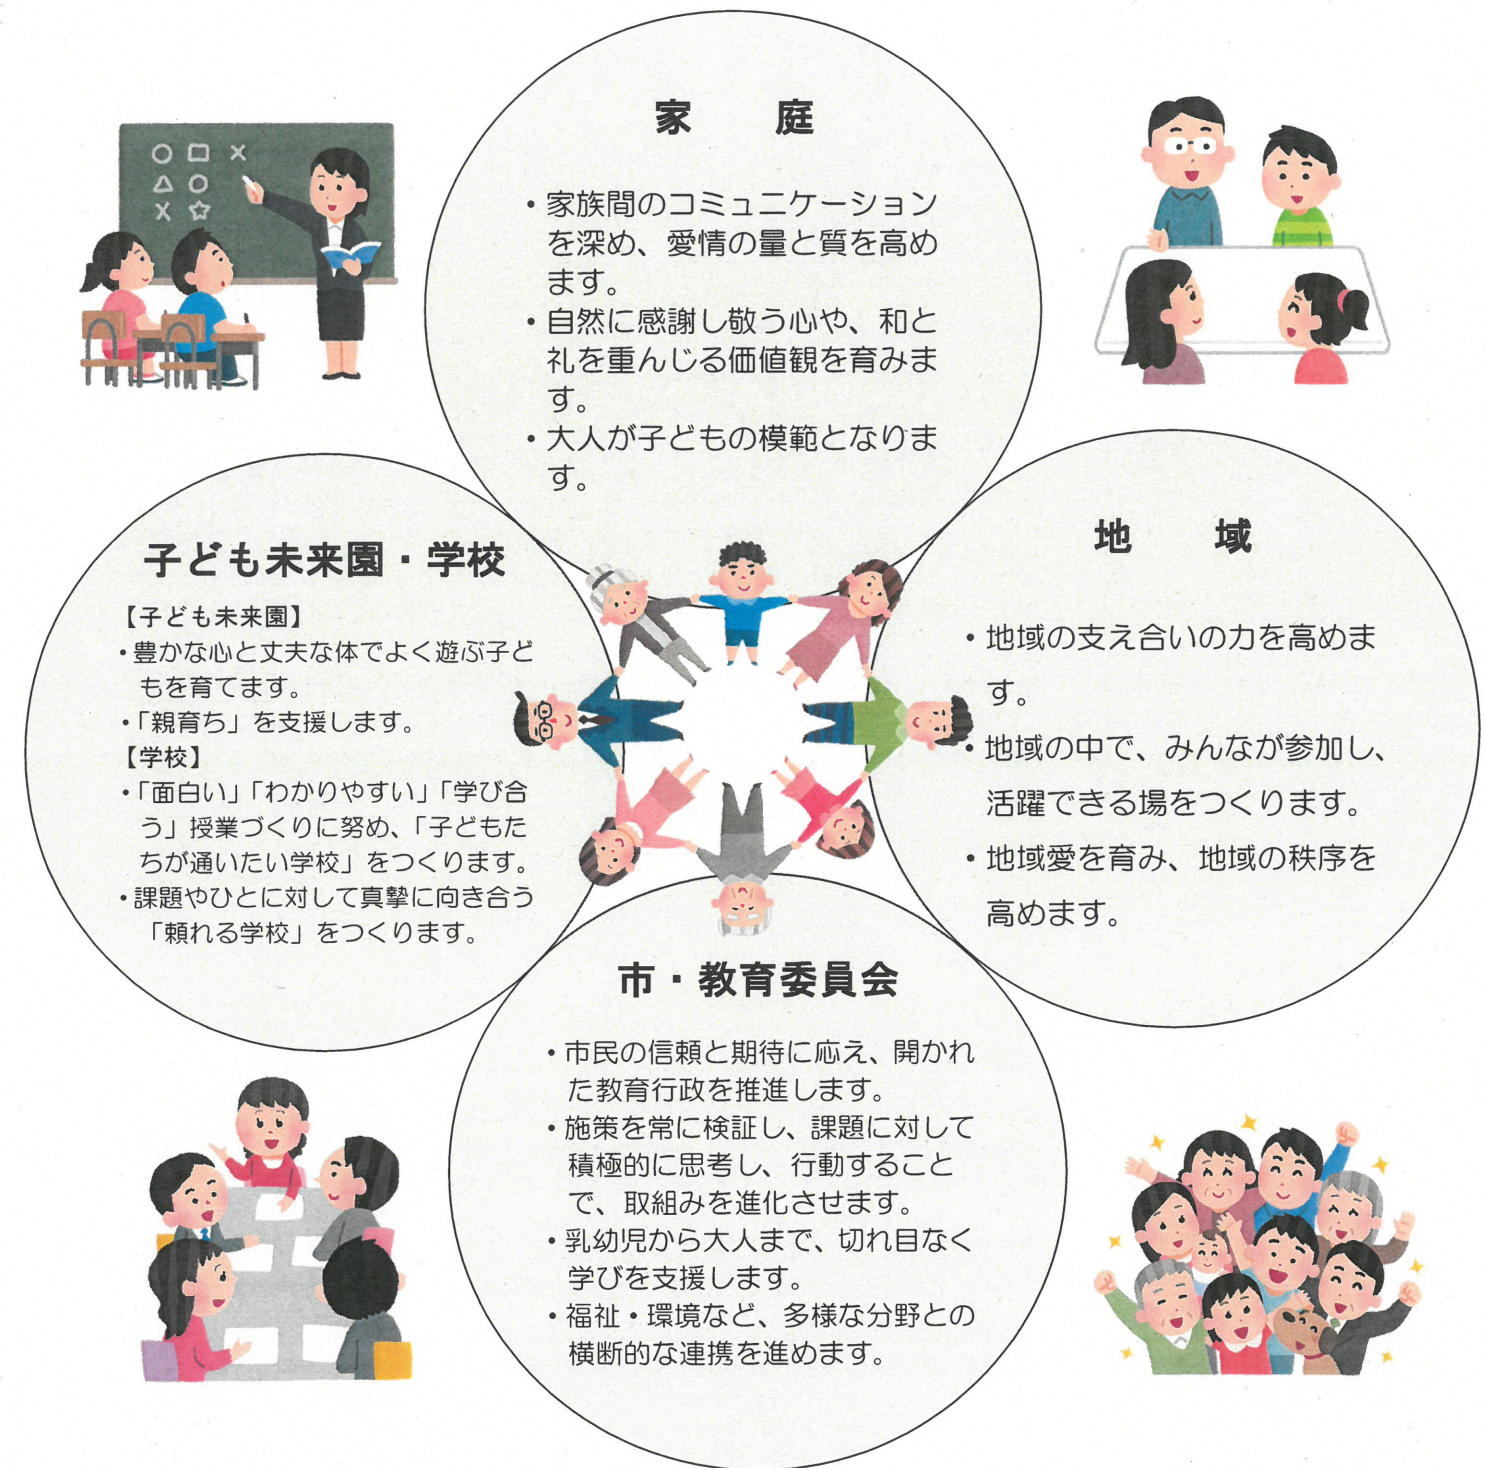 家　庭
・家族間のコミュニケーション
を深め、愛情の量と質を高め
ます。
・自然に感謝し敬う心や、和と
礼を重んじる価値観を育みま
す。
・大人が子どもの模範となりま
す。
子ども未来園・学校
【子ども未来園】
・豊かな心と丈夫な体でよく遊ぶ子ど
もを育てます。
・「親育ち」を支援します。
【学校】
・「面白い」「わかりやすい」「学び合
う」授業づくりに努め、「子どもた
ちが通いたい学校」をつくります。
・課題やひとに対して真摯に向き合う
「頼れる学校」をつくります。
地　域
・地域の支え合いの力を高めま
す。
・地域の中で、みんなが参加し、
活躍できる場をつくります。
・地域愛を育み、地域の秩序を
高めます。
市・教育委員会
・市民の信頼と期待に応え、開かれ
た教育行政を推進します。
・施策を常に検証し、課題に対して
積極的に思考し、行動すること
で、取組みを進化させます。
・乳幼児から大人まで、切れ目なく
学びを支援します。
・福祉・環境など、多様な分野との
横断的な連携を進めます。